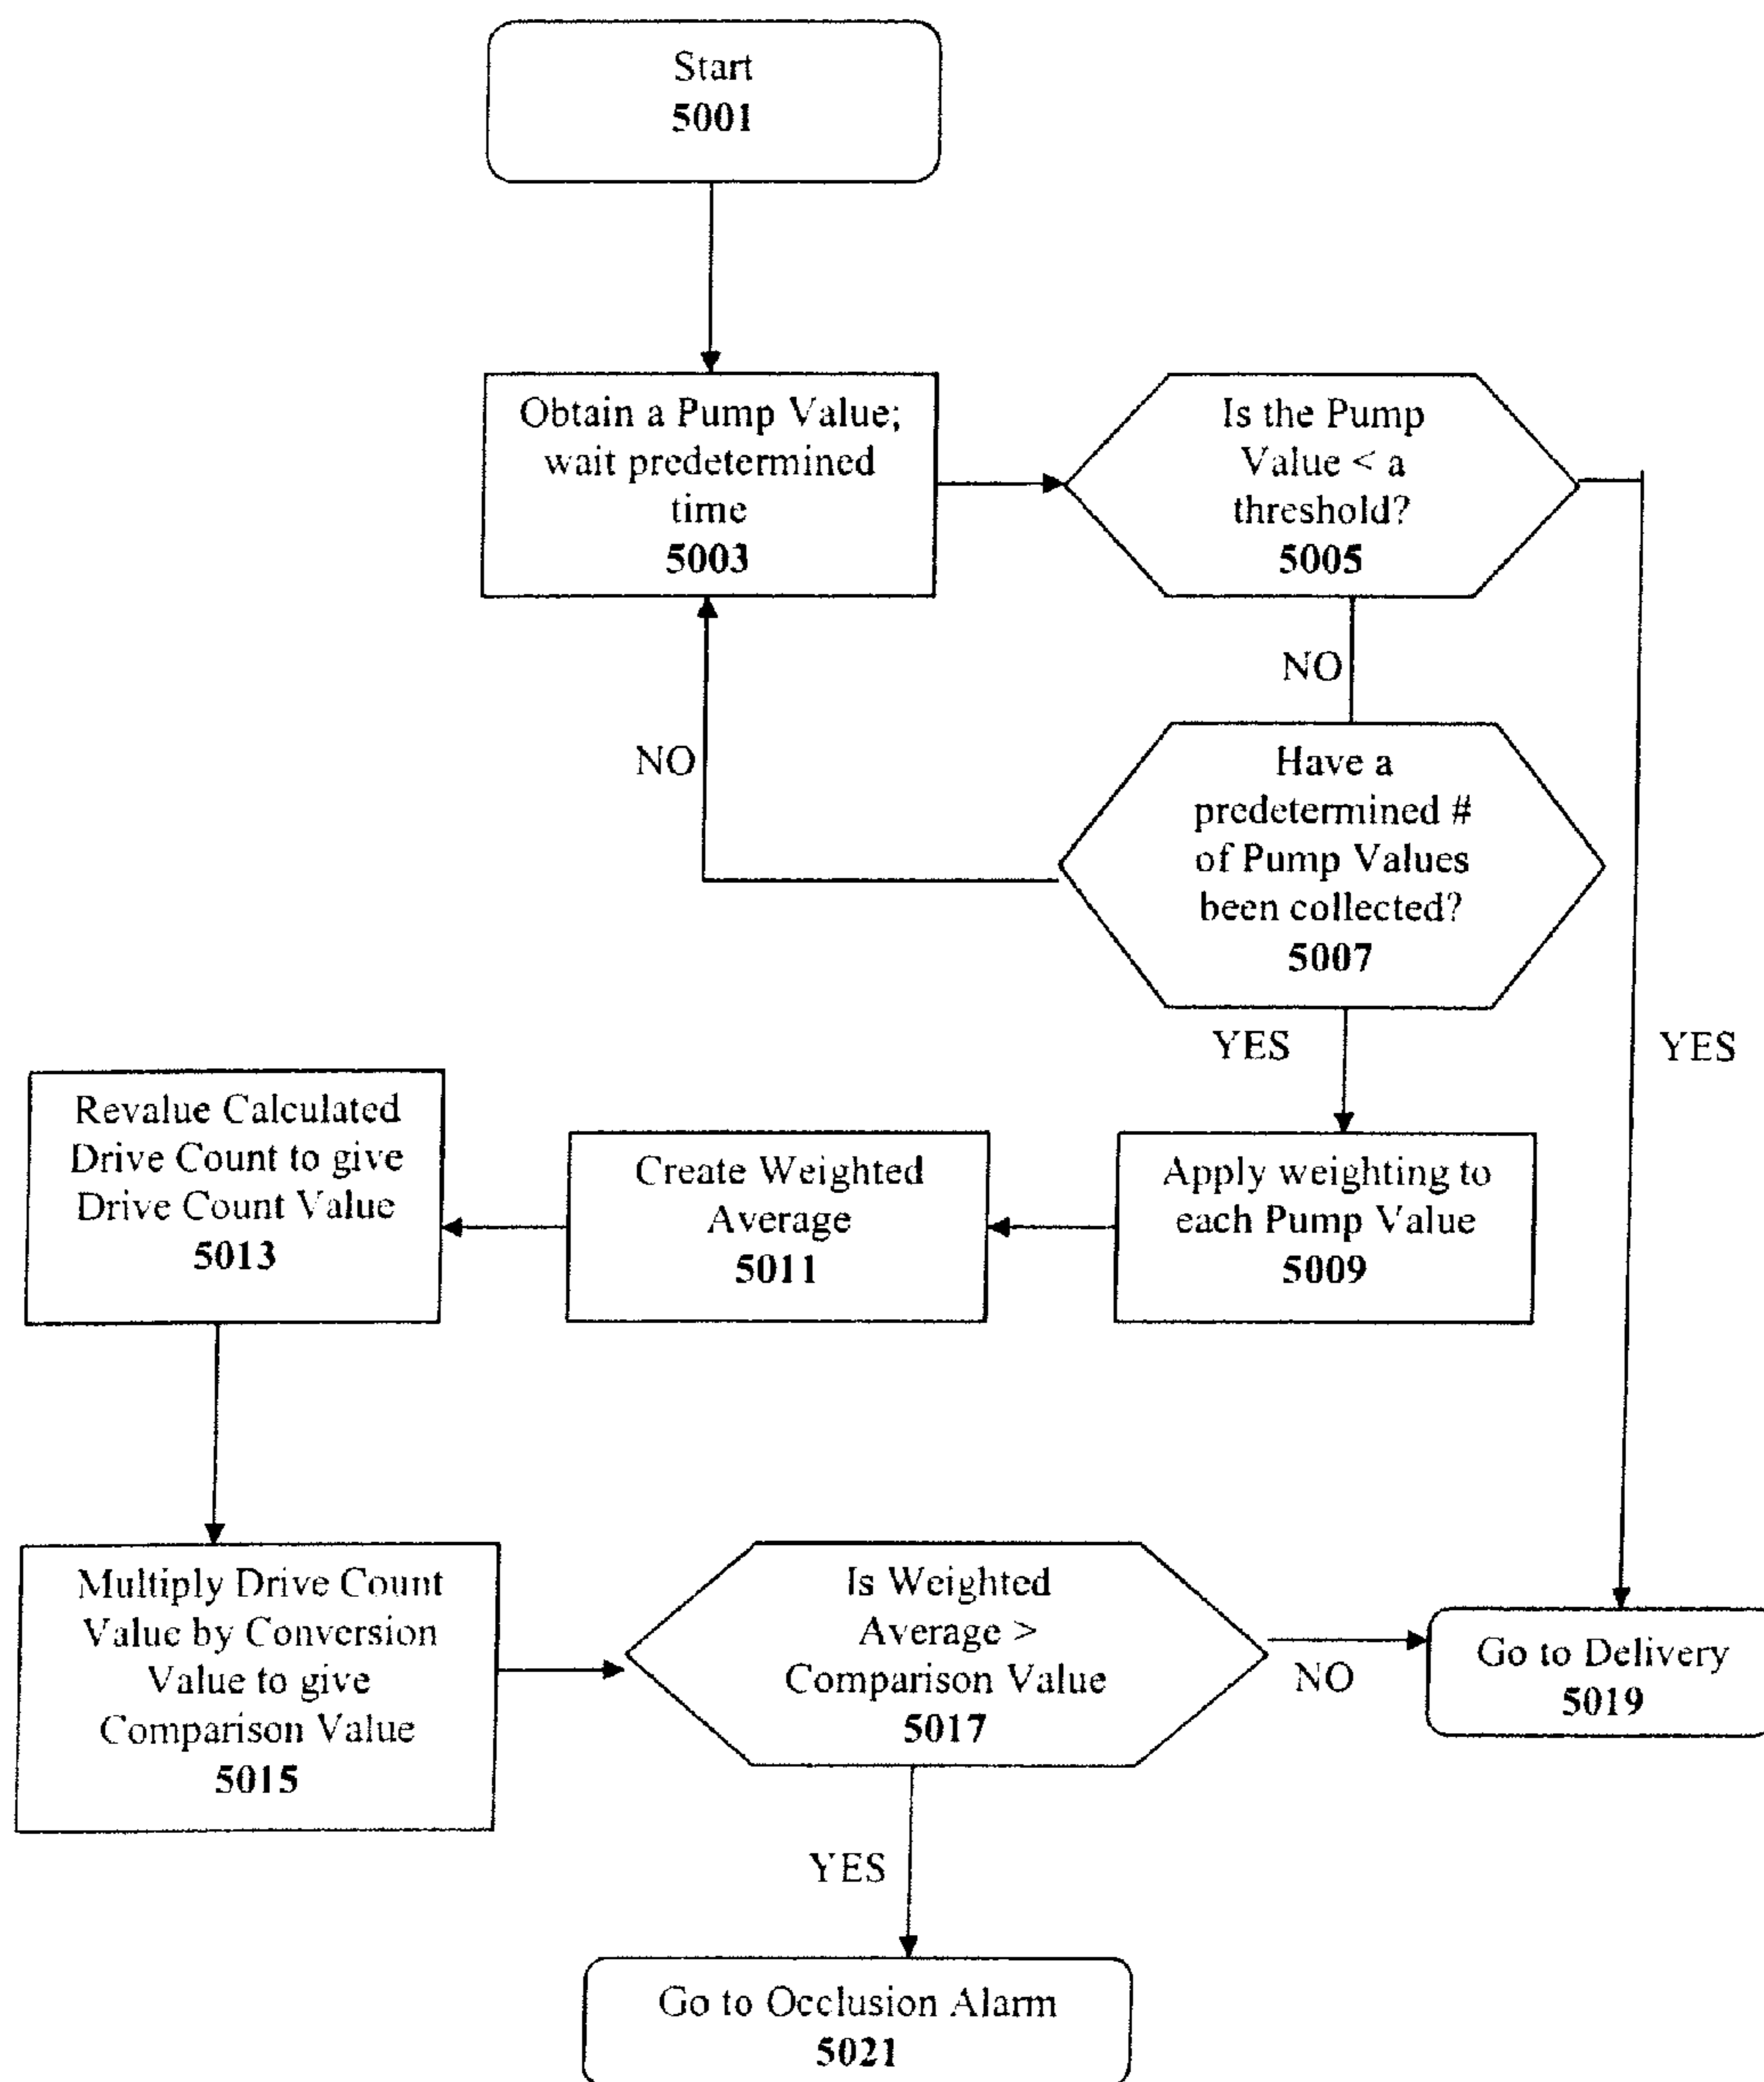 Start
5001
Obtain a Pump Value;
wait predetermined
time
5003
Is the Pump
Value < a
threshold?
5005
NO
NO
Have a
predetermined #
of Pump Values
been collected?
5007
YES
YES
Revalue Calculated
Drive Count to give
Drive Count Value
5013
Create Weighted
Average
5011
Apply weighting to
each Pump Value
5009
Multiply Drive Count
Value by Conversion
Value to give
Comparison Value
5015
Is Weighted
Average >
Comparison Value
5017
NO
Go to Delivery
5019
YES
Go to Occlusion Alarm
5021